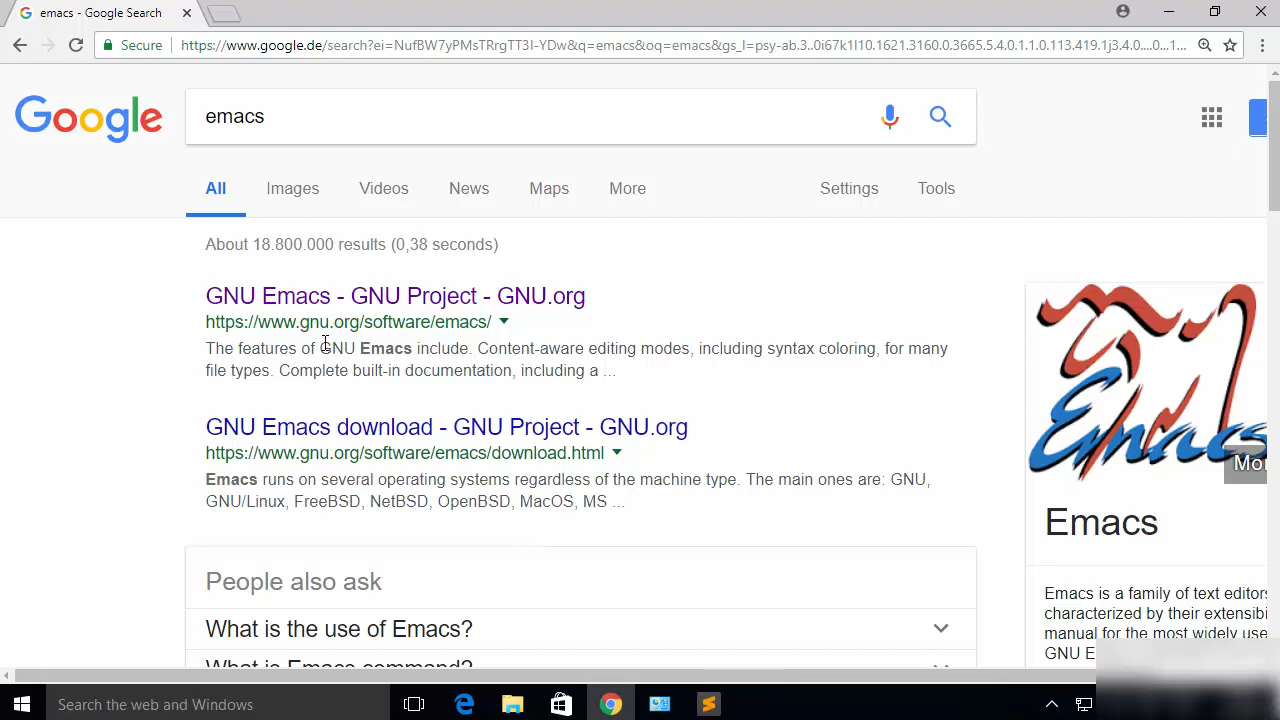 emacs - Google Search
Secure https://www.google.de/search?ei=NufBW7yPMsTRrgTT3I-YDw&q=emacs&oq=emacs&gs_l=psy-ab.3..0i67k1l10.1621.3160.0.3665.5.4.0.1.1.0.113.419.1j3.4.0....0...1...
Google emacs
All Images Videos News Maps More Settings Tools
About 18.800.000 results (0,38 seconds)
GNU Emacs - GNU Project - GNU.org
https://www.gnu.org/software/emacs/
The features of GNU Emacs include. Content-aware editing modes, including syntax coloring, for many
file types. Complete built-in documentation, including a ...
GNU Emacs download - GNU Project - GNU.org
https://www.gnu.org/software/emacs/download.html
Emacs runs on several operating systems regardless of the machine type. The main ones are: GNU,
GNU/Linux, FreeBSD, NetBSD, OpenBSD, MacOS, MS ...
People also ask
What is the use of Emacs?
What is Emacs command?
Emacs
Mor
Emacs
Emacs is a family of text editors
characterized by their extensibi
manual for the most widely use
GNU E
Search the web and Windows